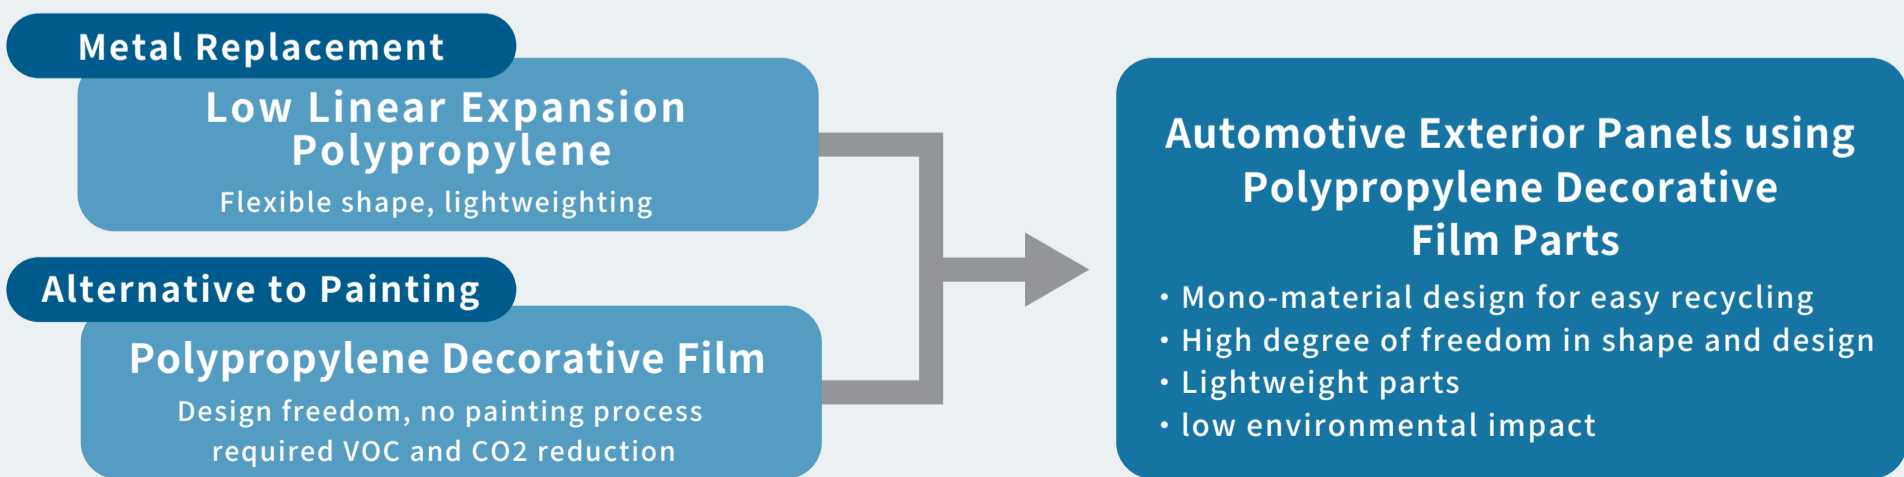 Metal Replacement
Low Linear Expansion
Polypropylene
Flexible shape, lightweighting
Alternative to Painting
Polypropylene Decorative Film
Design freedom, no painting process
required VOC and CO2 reduction
Automotive Exterior Panels using
Polypropylene Decorative
Film Parts
・Mono-material design for easy recycling
・High degree of freedom in shape and design
・Lightweight parts
・low environmental impact